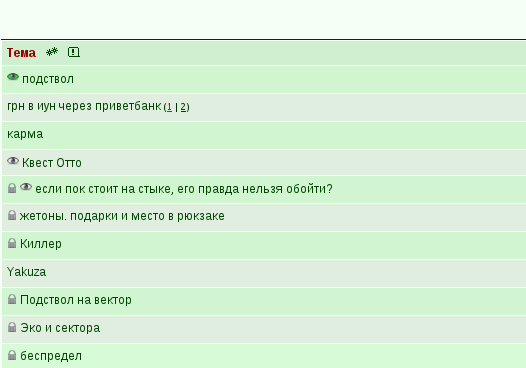 Тема
подствол
грн в иун через приветбанк (1 | 2)
карма
Квест Отто
если пок стоит на стыке, его правда нельзя обойти?
жетоны. подарки и место в рюкзаке
Киллер
Yakuza
Подствол на вектор
Эко и сектора
беспредел